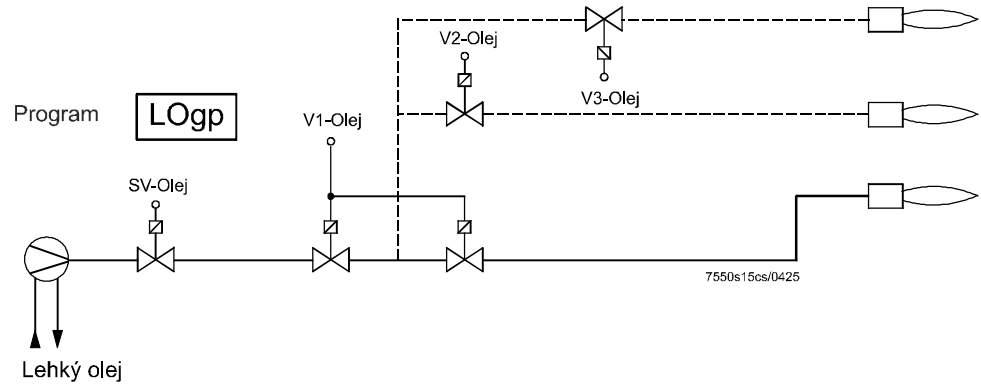 V2-Olej
V3-Olej
Program
LOgp
V1-Olej
SV-Olej
7550s15cs/0425
Lehký olej